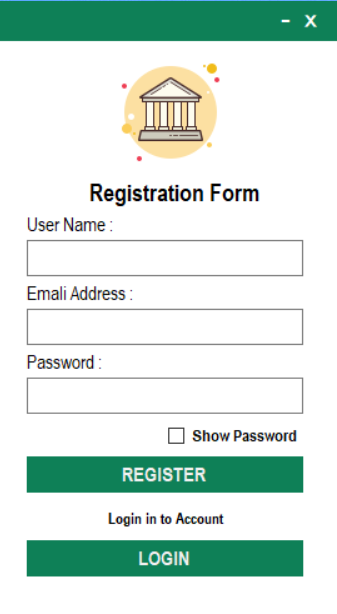 - X
Registration Form
User Name :
Emali Address :
Password :
Show Password
REGISTER
Login in to Account
LOGIN